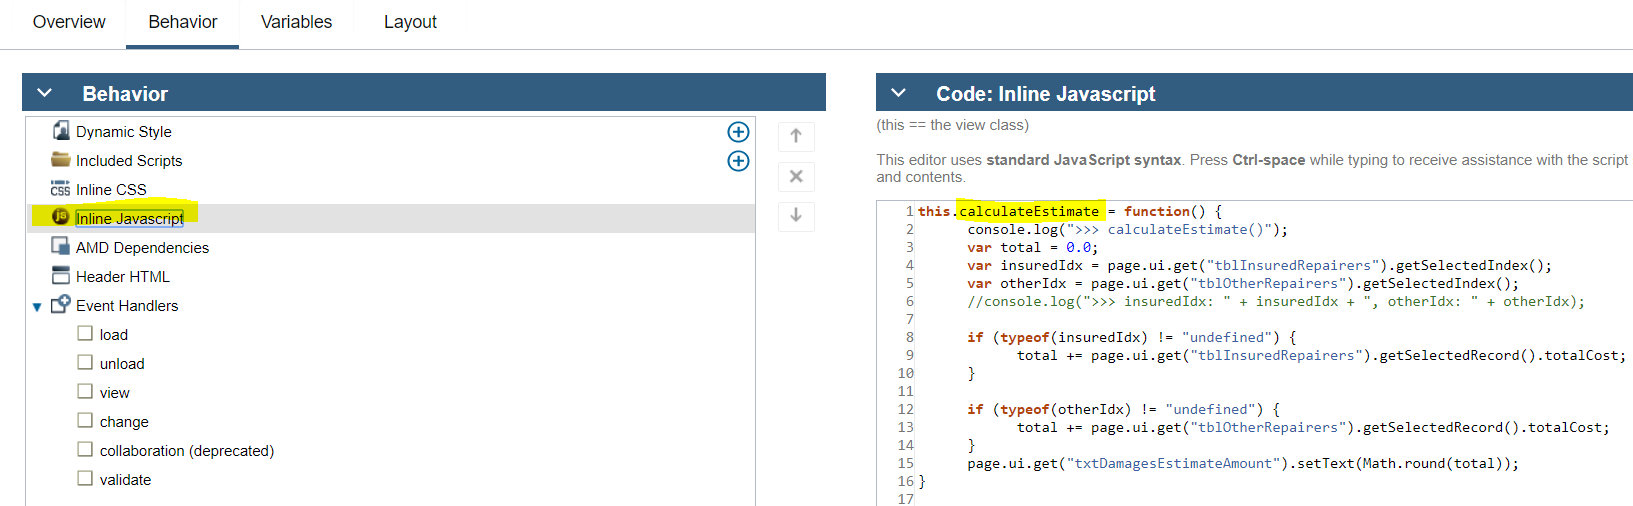 Overview Behavior Variables Layout
Behavior
Dynamic Style
Included Scripts
css Inline CSS
js Inline Javascript
AMD Dependencies
Header HTML
Event Handlers
load
unload
view
change
collaboration (deprecated)
validate
Code: Inline Javascript
(this == the view class)
This editor uses standard JavaScript syntax. Press Ctrl-space while typing to receive assistance with the script
and contents.
1 this.calculateEstimate = function() {
2 console.log(">>> calculateEstimate()");
3 var total = 0.0;
4 var insuredIdx = page.ui.get("tblInsuredRepairers").getSelectedIndex();
5 var otherIdx = page.ui.get("tblOtherRepairers").getSelectedIndex();
6 //console.log(">>> insuredIdx: " + insuredIdx + ", otherIdx: " + otherIdx);
7
8 if (typeof(insuredIdx) != "undefined") {
9 total += page.ui.get("tblInsuredRepairers").getSelectedRecord().totalCost;
10 }
11
12 if (typeof(otherIdx) != "undefined") {
13 total += page.ui.get("tblOtherRepairers").getSelectedRecord().totalCost;
14 }
15 page.ui.get("txtDamagesEstimateAmount").setText(Math.round(total));
16 }
17